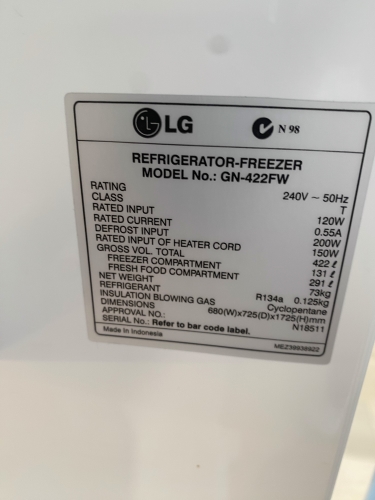 LG
N 98
REFRIGERATOR-FREEZER
MODEL No.: GN-422FW
RATING 240V ~ 50Hz
CLASS T
RATED INPUT 120W
RATED CURRENT 0.55A
DEFROST INPUT 200W
RATED INPUT OF HEATER CORD 150W
GROSS VOL. TOTAL 422 ℓ
FREEZER COMPARTMENT 131 ℓ
FRESH FOOD COMPARTMENT 291 ℓ
NET WEIGHT 73kg
REFRIGERANT R134a 0.125kg
INSULATION BLOWING GAS Cyclopentane
DIMENSIONS 680(W)x725(D)x1725(H)mm
APPROVAL NO.: N18511
SERIAL No.: Refer to bar code label.
Made in Indonesia
MEZ39936922